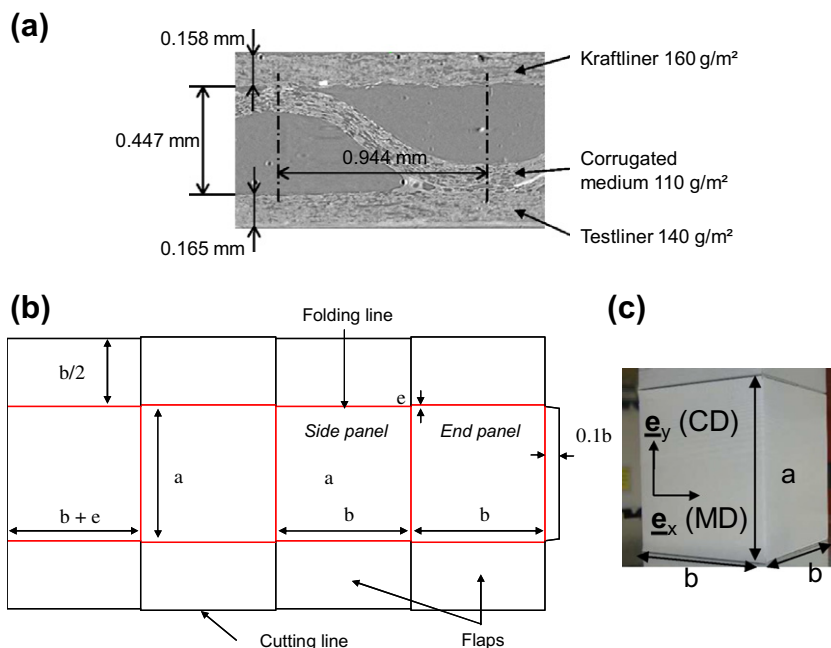 (a)
0.158 mm
Kraftliner 160 g/m²
0.447 mm
0.944 mm
Corrugated
medium 110 g/m²
0.165 mm
Testliner 140 g/m²
(b)
Folding line
(c)
b/2
e
Side panel
End panel
0.1b
a
a
b + e
b
b
Cutting line
Flaps
e_y (CD)
a
e_x (MD)
b
b